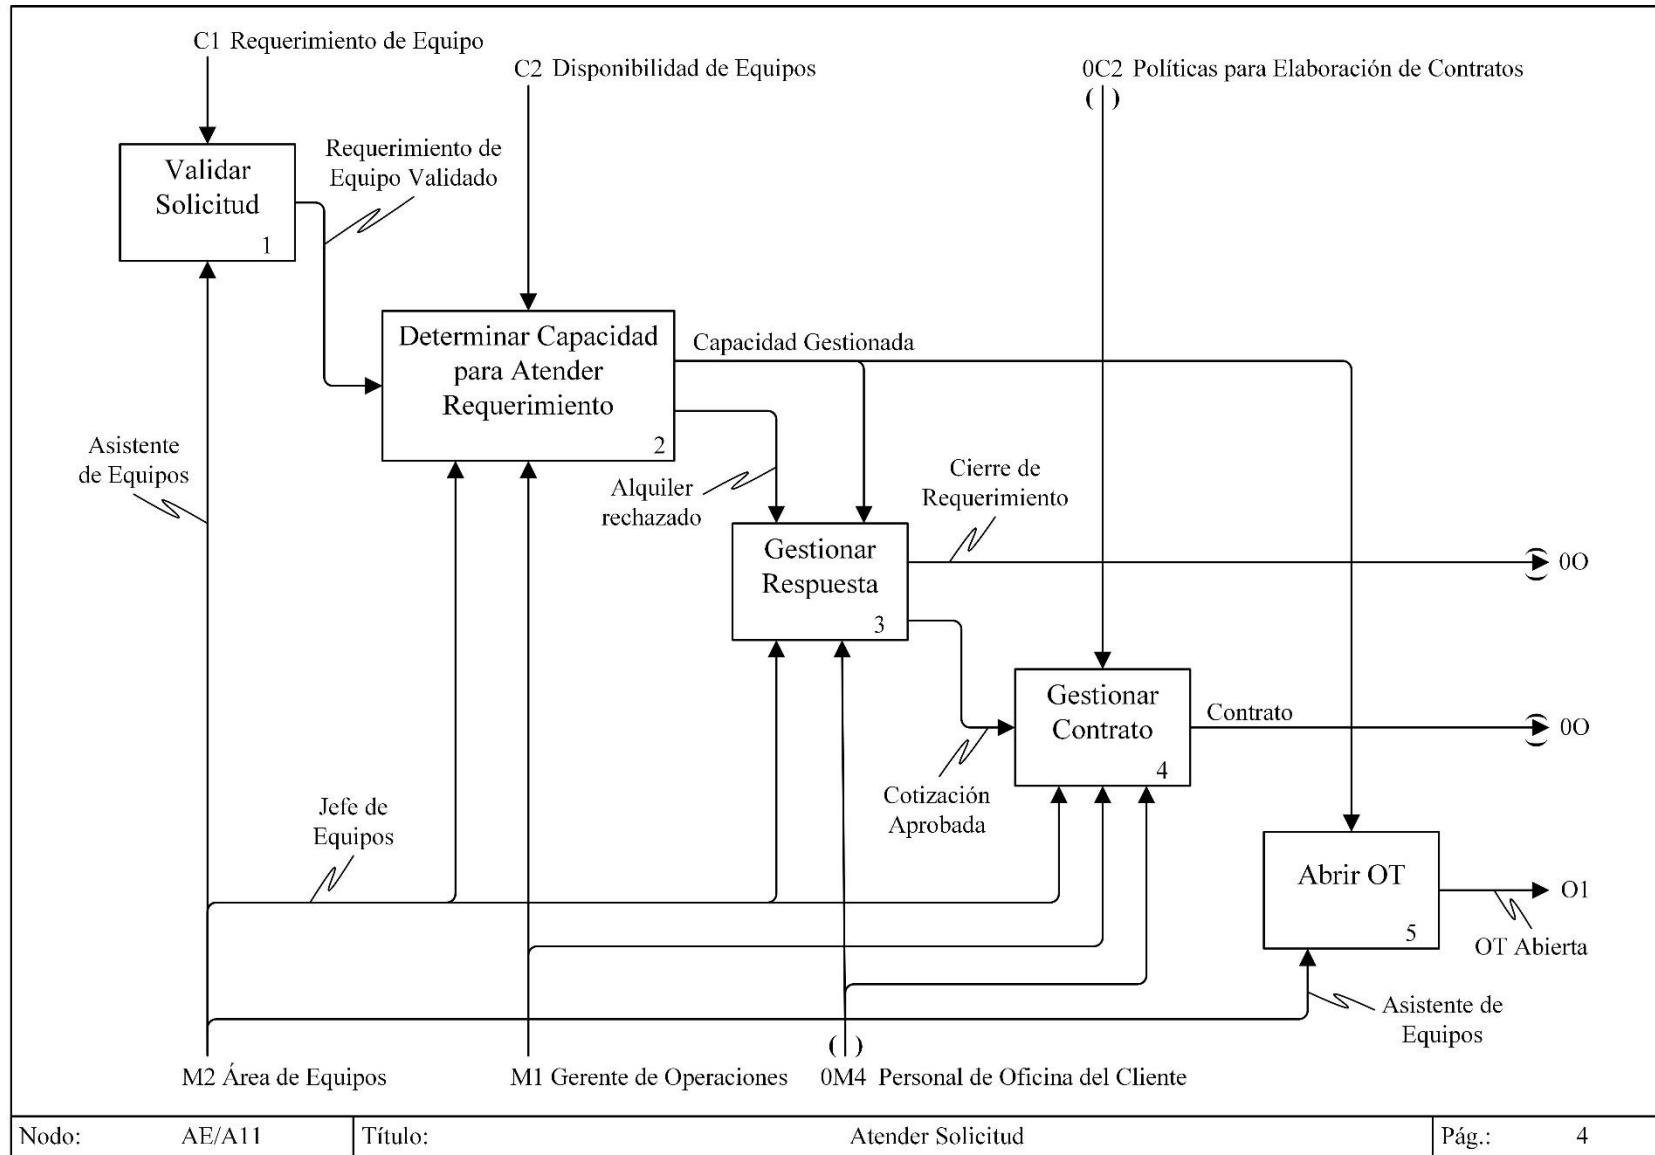 C1 Requerimiento de Equipo
C2 Disponibilidad de Equipos
0C2 Políticas para Elaboración de Contratos
( )
Validar
Solicitud
1
Requerimiento de
Equipo Validado
Determinar Capacidad
para Atender
Requerimiento
2
Capacidad Gestionada
Asistente
de Equipos
Alquiler
rechazado
Cierre de
Requerimiento
Gestionar
Respuesta
3
0O
Gestionar
Contrato
4
Contrato
0O
Cotización
Aprobada
Jefe de
Equipos
Abrir OT
5
O1
OT Abierta
Asistente de
Equipos
( )
M2 Área de Equipos
M1 Gerente de Operaciones
0M4 Personal de Oficina del Cliente
Nodo: AE/A11 Título: Atender Solicitud Pág.: 4